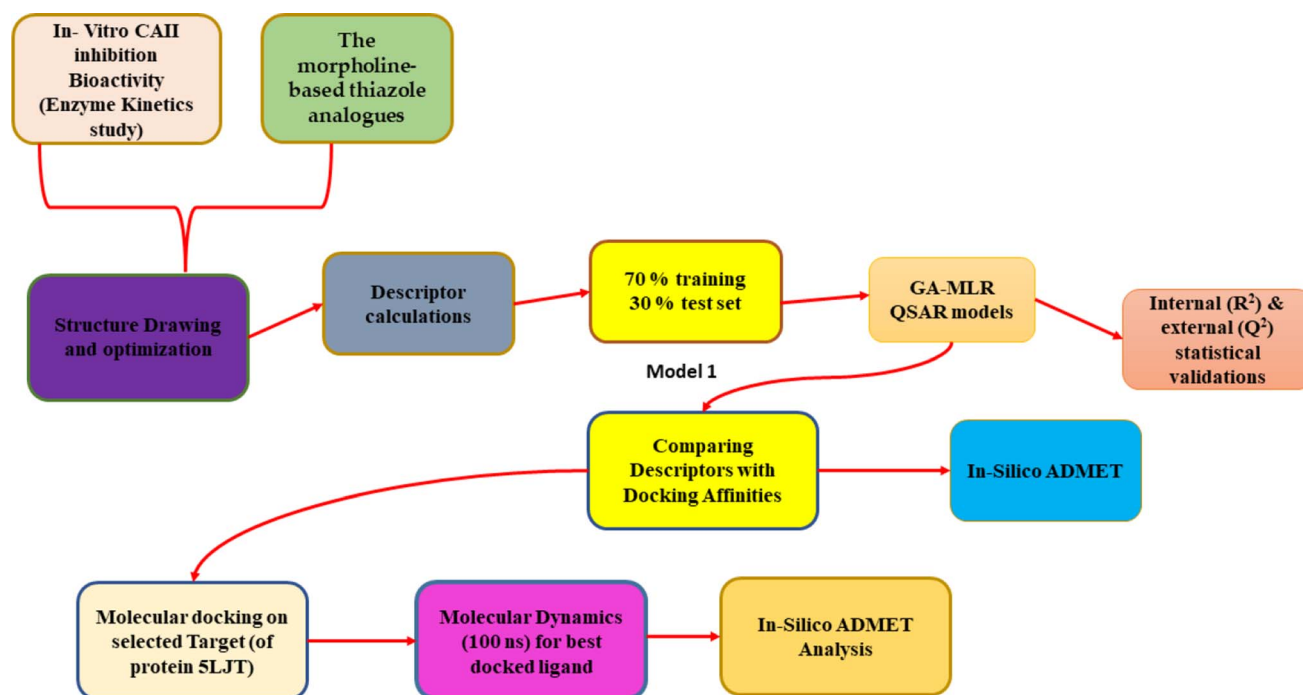 In- Vitro CAII
inhibition
Bioactivity
(Enzyme Kinetics
study)
The
morpholine-
based thiazole
analogues
Structure Drawing
and optimization
Descriptor
calculations
70 % training
30 % test set
GA-MLR
QSAR models
Internal (R²) &
external (Q²)
statistical
validations
Model 1
Comparing
Descriptors with
Docking Affinities
In-Silico ADMET
Molecular docking on
selected Target (of
protein 5LJT)
Molecular Dynamics
(100 ns) for best
docked ligand
In-Silico ADMET
Analysis